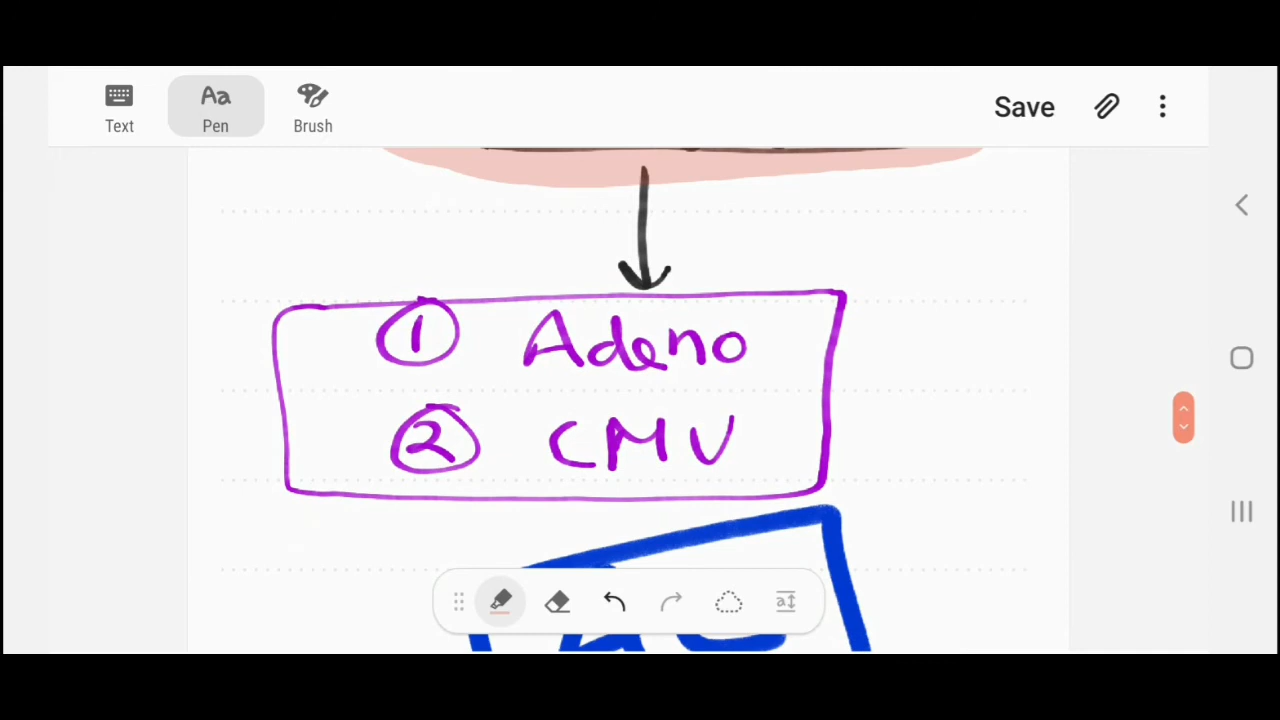 Text
Pen
Brush
Save
① Adeno
② CMV